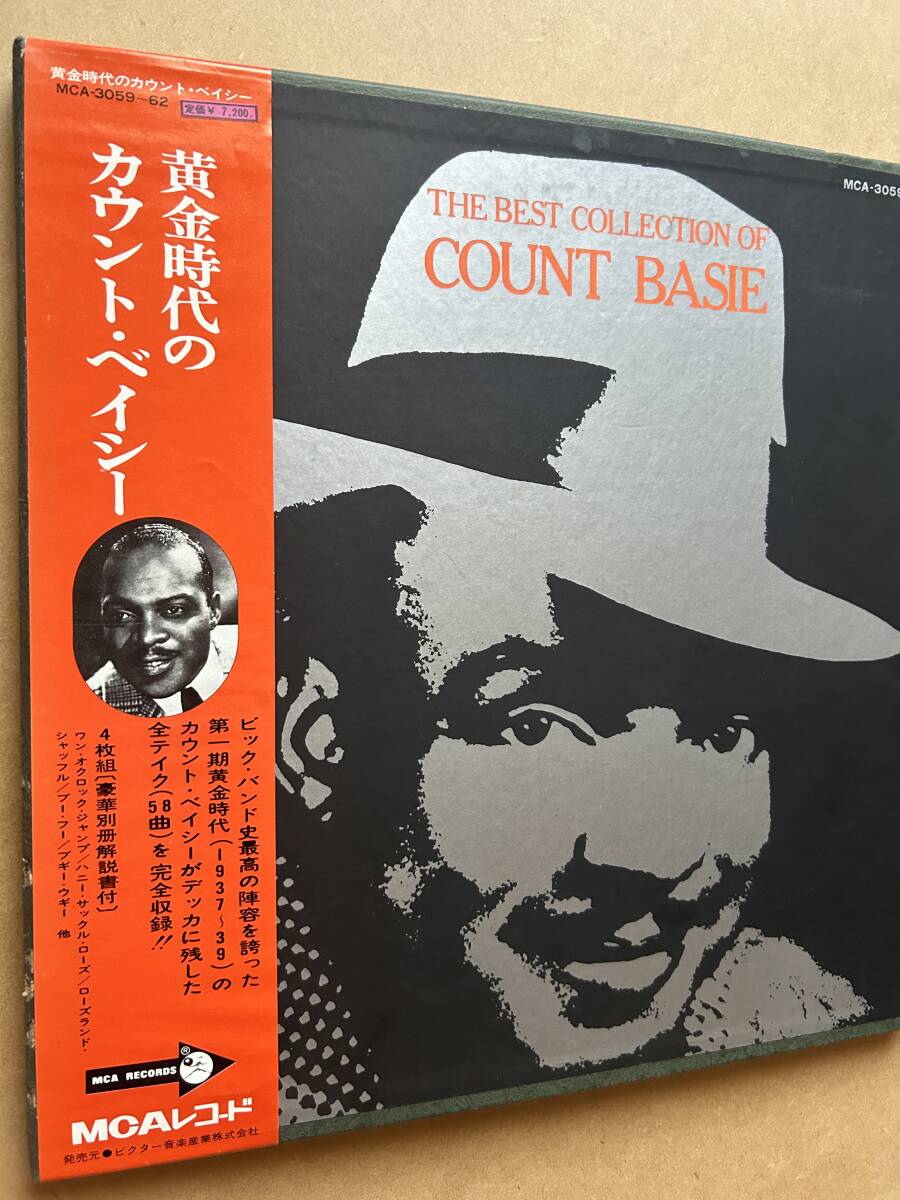 黄金時代のカウント・ベイシー
MCA-3059~62
定価¥7,200.
黄金時代の
カウント・ベイシー
ビック・バンド史最高の陣容を誇った
第一期黄金時代(1937~39)の
カウント・ベイシーがデッカに残した
全テイク(58曲)を完全収録!!
4枚組〔豪華別冊解説書付〕
ワン・オクロック・ジャンプ/ハニー・サックル・ローズ/ローズランド・
シャッフル/ブー・フー/ブギー・ウギー 他
MCA RECORDS
®
MCAレコード
発売元●ビクター音楽産業株式会社
THE BEST COLLECTION OF
COUNT BASIE
MCA-3059